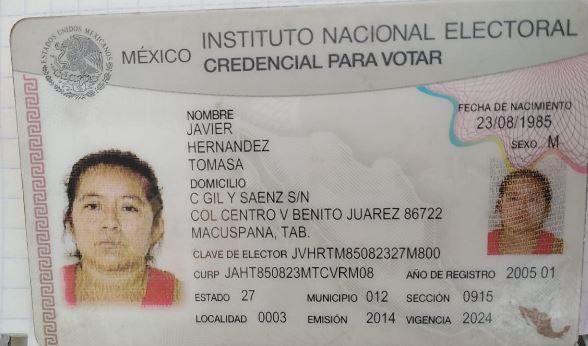 ESTADOS UNIDOS MEXICANOS
MÉXICO INSTITUTO NACIONAL ELECTORAL
CREDENCIAL PARA VOTAR
NOMBRE
JAVIER
HERNANDEZ
TOMASA
FECHA DE NACIMIENTO
23/08/1985
SEXO M
DOMICILIO
C GIL Y SAENZ S/N
COL CENTRO V BENITO JUAREZ 86722
MACUSPANA, TAB.
CLAVE DE ELECTOR JVHRTM85082327M800
CURP JAHT850823MTCVRM08 AÑO DE REGISTRO 2005 01
ESTADO 27 MUNICIPIO 012 SECCIÓN 0915
LOCALIDAD 0003 EMISIÓN 2014 VIGENCIA 2024